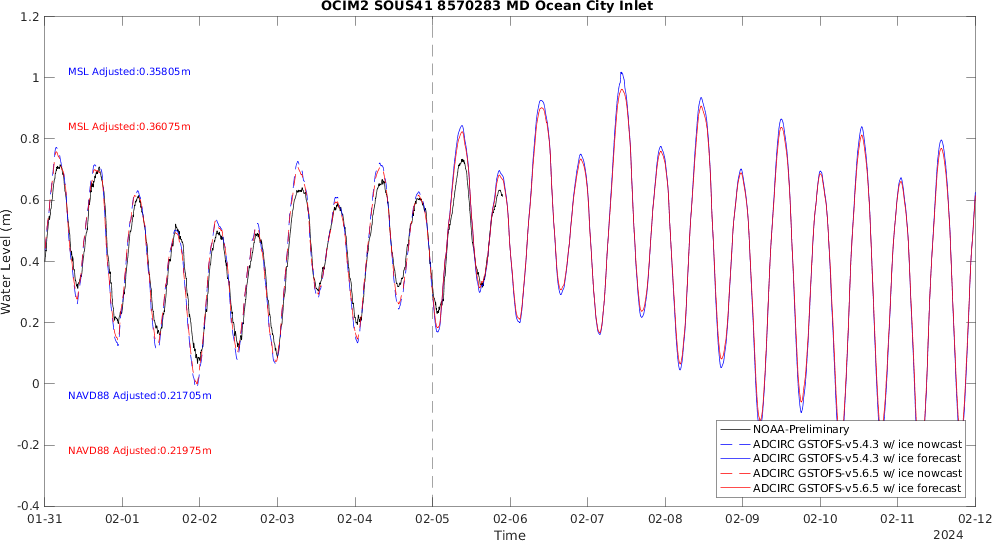 OCIM2 SOUS41 8570283 MD Ocean City Inlet
1.2
1
0.8
0.6
0.4
0.2
0
-0.2
-0.4
Water Level (m)
MSL Adjusted:0.35805m
MSL Adjusted:0.36075m
NAVD88 Adjusted:0.21705m
NAVD88 Adjusted:0.21975m
NOAA-Preliminary
ADCIRC GSTOFS-v5.4.3 w/ ice nowcast
ADCIRC GSTOFS-v5.4.3 w/ ice forecast
ADCIRC GSTOFS-v5.6.5 w/ ice nowcast
ADCIRC GSTOFS-v5.6.5 w/ ice forecast
01-31 02-01 02-02 02-03 02-04 02-05 02-06 02-07 02-08 02-09 02-10 02-11 02-12
Time
2024